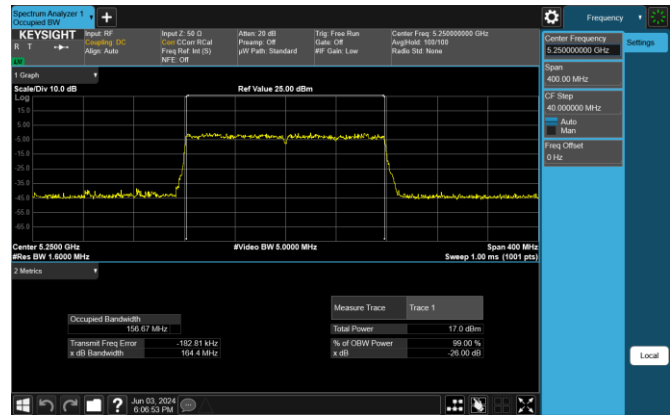 Spectrum Analyzer 1
Occupied BW
+
Frequency
KEYSIGHT
R T
LXI
Input: RF
Coupling: DC
Align: Auto
Input Z: 50 Ω
Corr CCorr RCal
Freq Ref: Int (S)
NFE: Off
Atten: 20 dB
Preamp: Off
µW Path: Standard
Trig: Free Run
Gate: Off
#IF Gain: Low
Center Freq: 5.250000000 GHz
Avg|Hold: 100/100
Radio Std: None
Center Frequency
5.250000000 GHz
Settings
Span
400.00 MHz
CF Step
40.000000 MHz
Auto
Man
Freq Offset
0 Hz
Local
1 Graph
Scale/Div 10.0 dB
Ref Value 25.00 dBm
Log
15.0
5.00
-5.00
-15.0
-25.0
-35.0
-45.0
-55.0
-65.0
Center 5.2500 GHz
#Video BW 5.0000 MHz
Span 400 MHz
#Res BW 1.6000 MHz
Sweep 1.00 ms (1001 pts)
2 Metrics
Measure Trace Trace 1
Occupied Bandwidth
156.67 MHz
Total Power 17.0 dBm
Transmit Freq Error -182.81 kHz
% of OBW Power 99.00 %
x dB Bandwidth 164.4 MHz
x dB -26.00 dB
?
Jun 03, 2024
6:06:53 PM